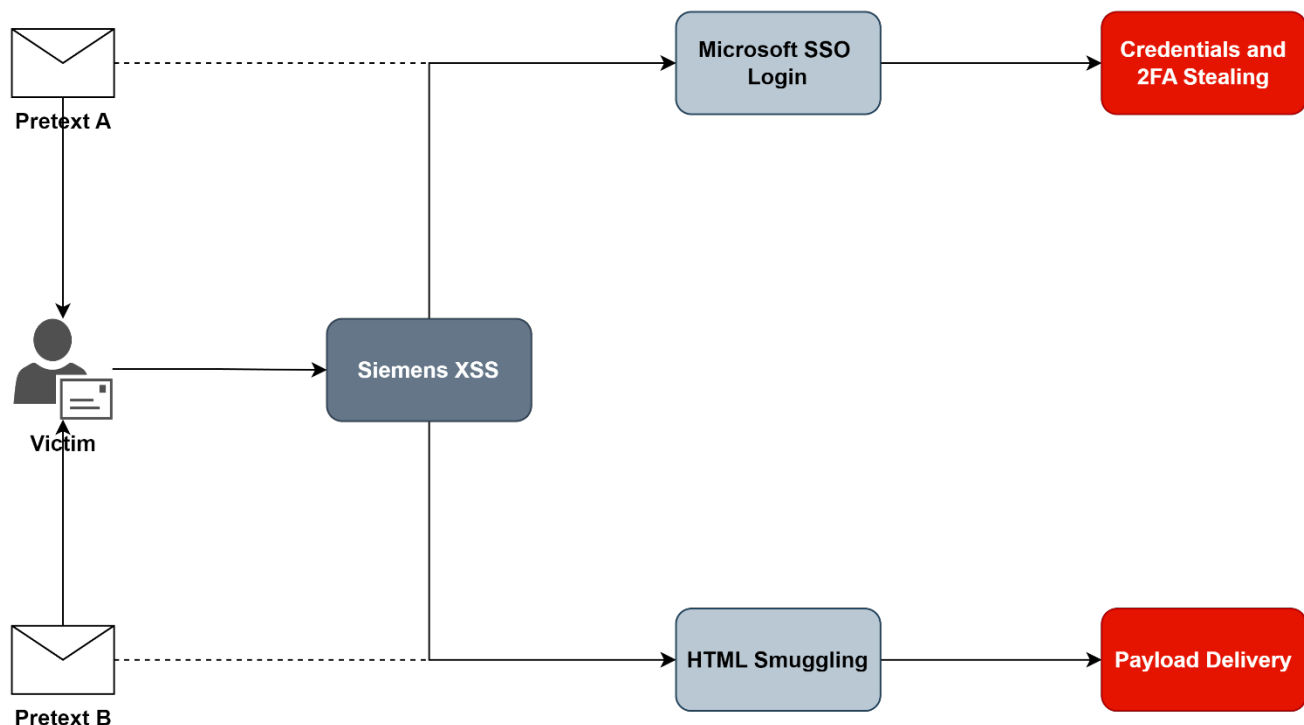 Microsoft SSO
Login
Credentials and
2FA Stealing
Pretext A
Siemens XSS
Victim
HTML Smuggling
Payload Delivery
Pretext B